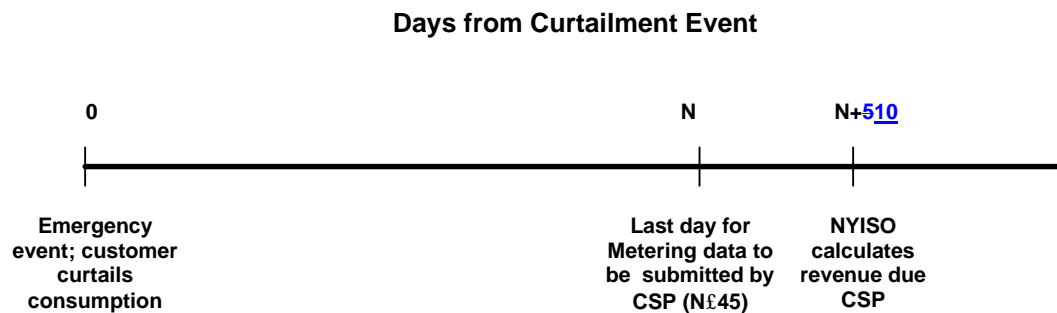 Days from Curtailment Event
0
N
N+510
Emergency
event; customer
curtails
consumption
Last day for
Metering data to
be submitted by
CSP (N£45)
NYISO
calculates
revenue due
CSP